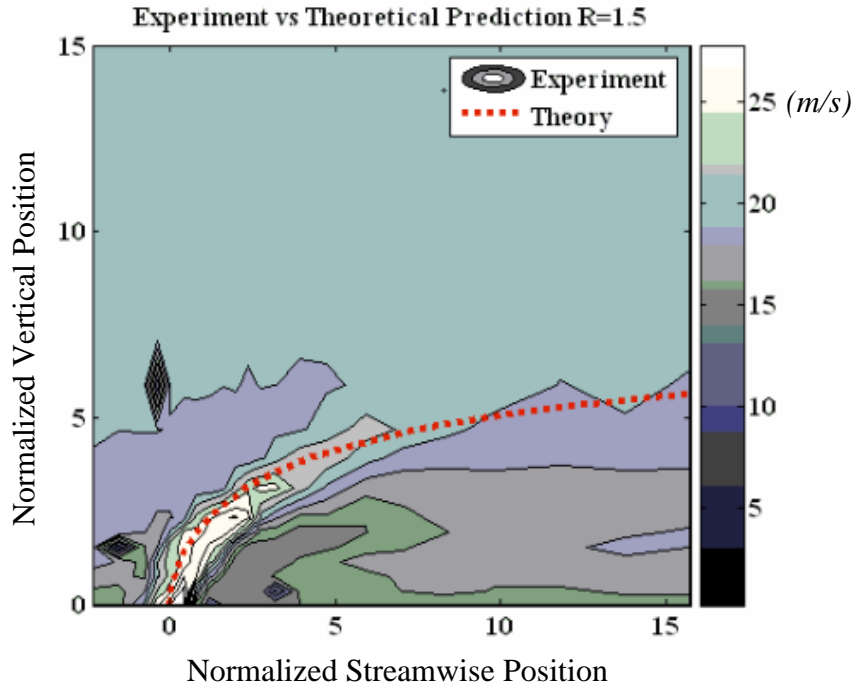 Experiment vs Theoretical Prediction R=1.5
Experiment
Theory
(m/s)
25
20
15
10
5
Normalized Vertical Position
15
10
5
0
0
5
10
15
Normalized Streamwise Position